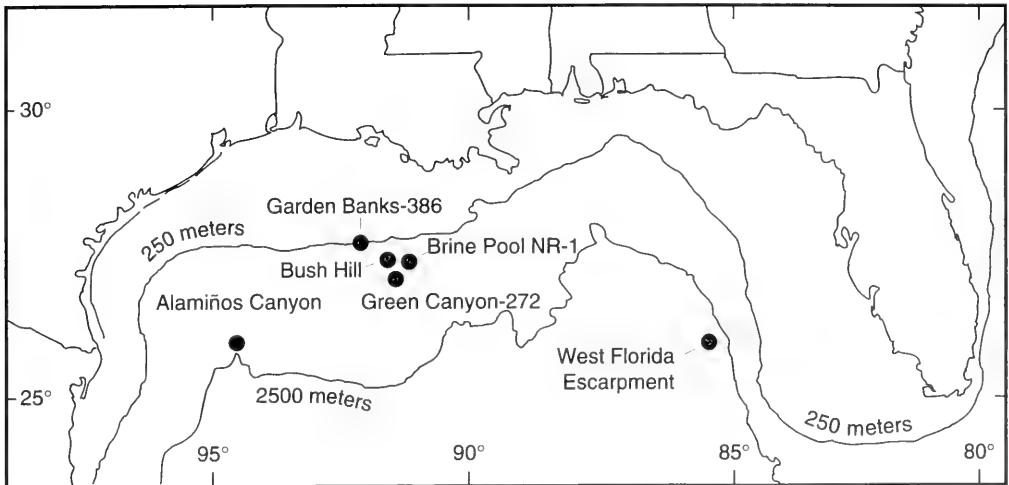 30°
Garden Banks-386
250 meters
Brine Pool NR-1
Bush Hill
Alamiños Canyon
Green Canyon-272
West Florida
Escarpment
25°
2500 meters
250 meters
95°
90°
85°
80°